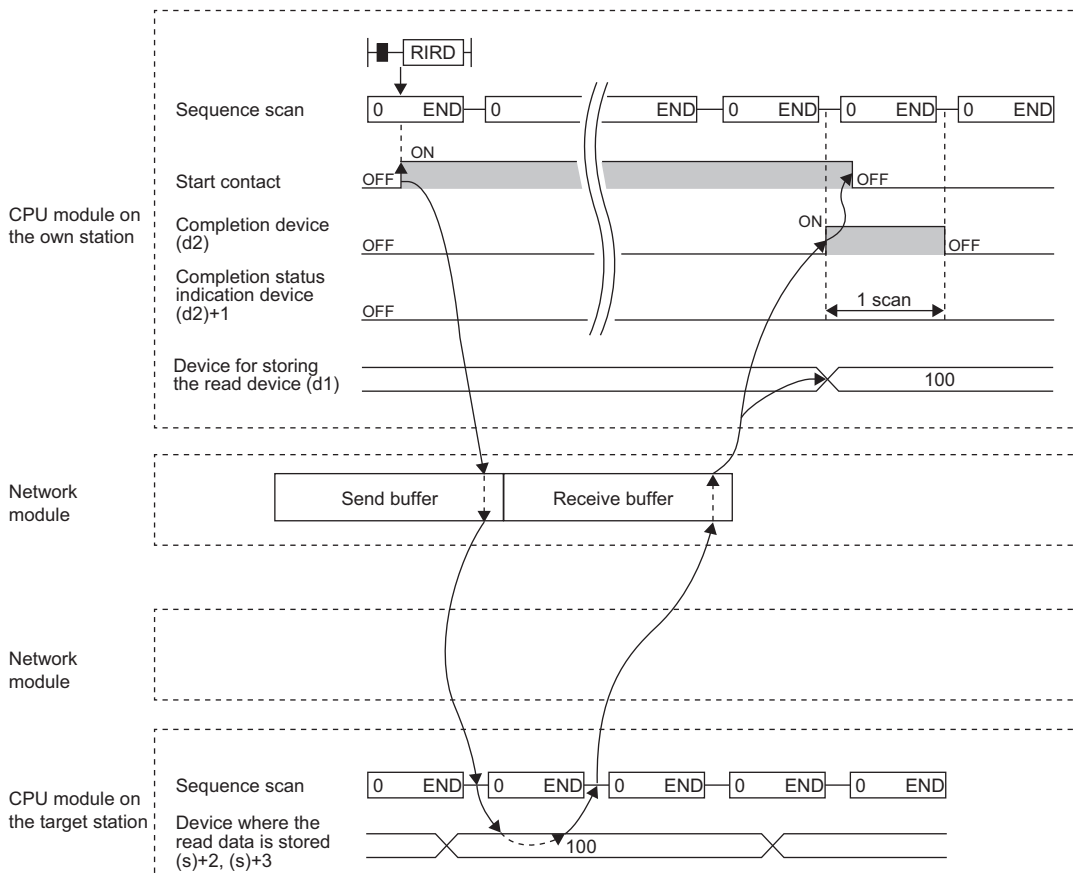 RIRD
Sequence scan
0 END 0 END 0 END 0 END 0 END
ON
Start contact
OFF
OFF
CPU module on
the own station
Completion device
(d2)
ON
OFF
OFF
Completion status
indication device
(d2)+1
OFF
1 scan
Device for storing
the read device (d1)
100
Network
module
Send buffer
Receive buffer
Network
module
CPU module on
the target station
Sequence scan
0 END 0 END 0 END 0 END 0 END
Device where the
read data is stored
(s)+2, (s)+3
100